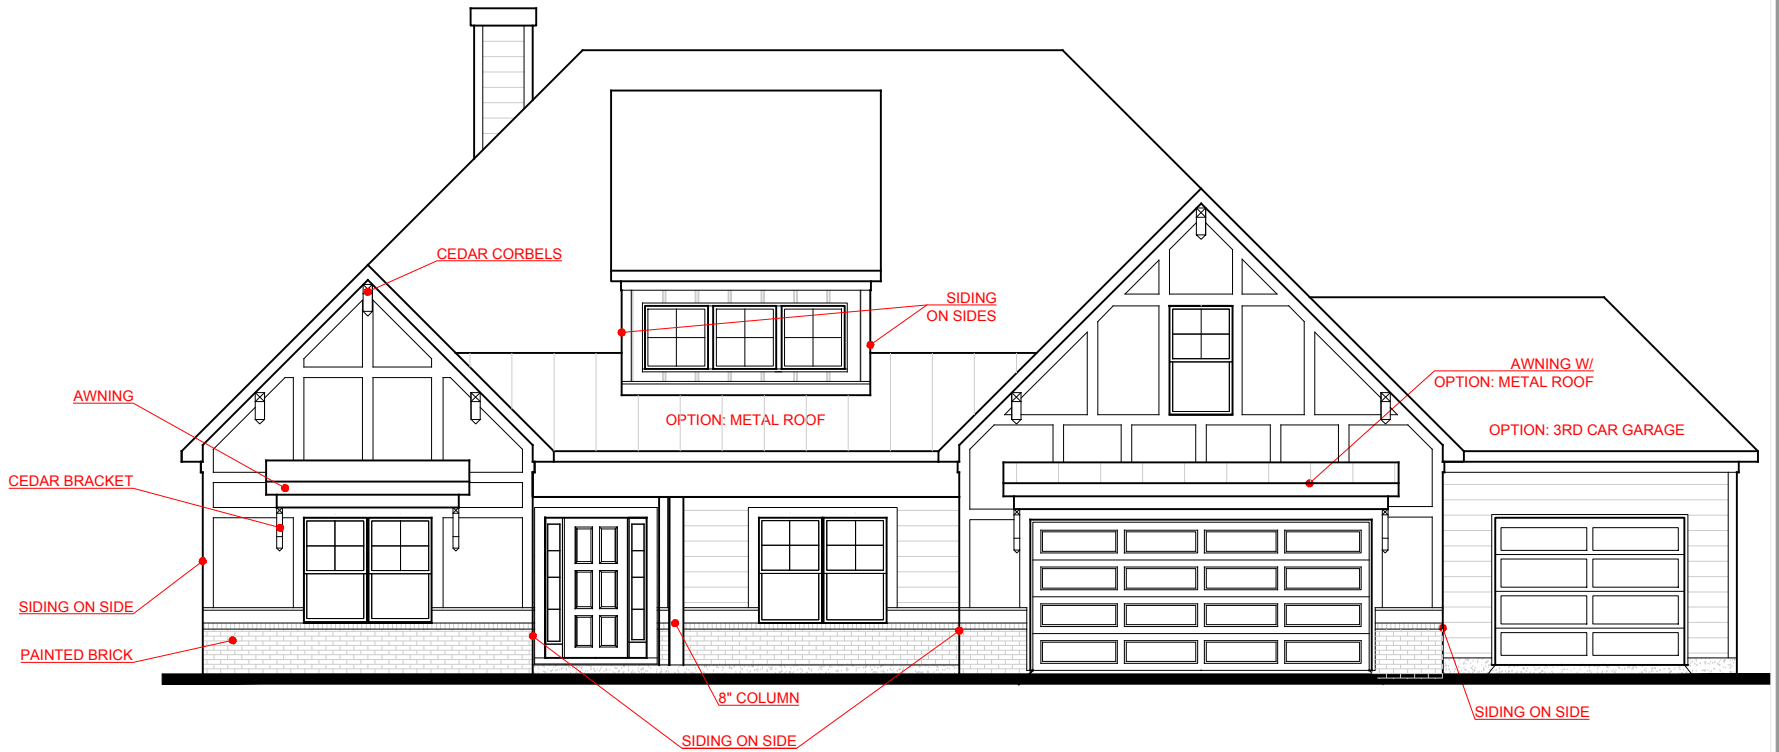 CEDAR CORBELS
SIDING
ON SIDES
AWNING W/
OPTION: METAL ROOF
AWNING
OPTION: METAL ROOF
OPTION: 3RD CAR GARAGE
CEDAR BRACKET
SIDING ON SIDE
PAINTED BRICK
8" COLUMN
SIDING ON SIDE
SIDING ON SIDE